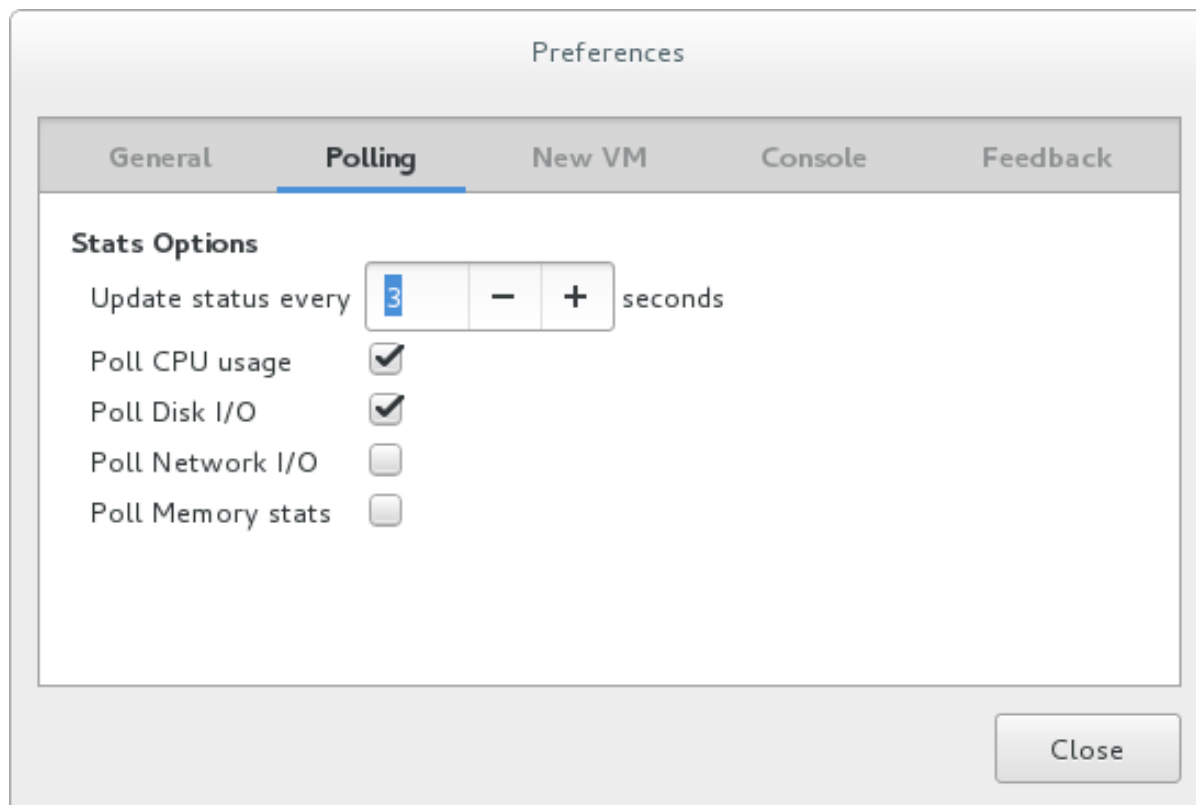 Preferences
General Polling New VM Console Feedback
Stats Options
Update status every 3 − + seconds
Poll CPU usage
Poll Disk I/O
Poll Network I/O
Poll Memory stats
Close